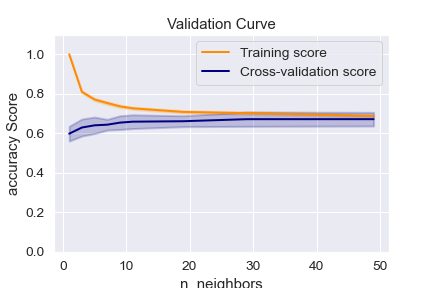 Validation Curve
Training score
Cross-validation score
accuracy Score
1.0
0.8
0.6
0.4
0.2
0.0
0 10 20 30 40 50
n_neighbors